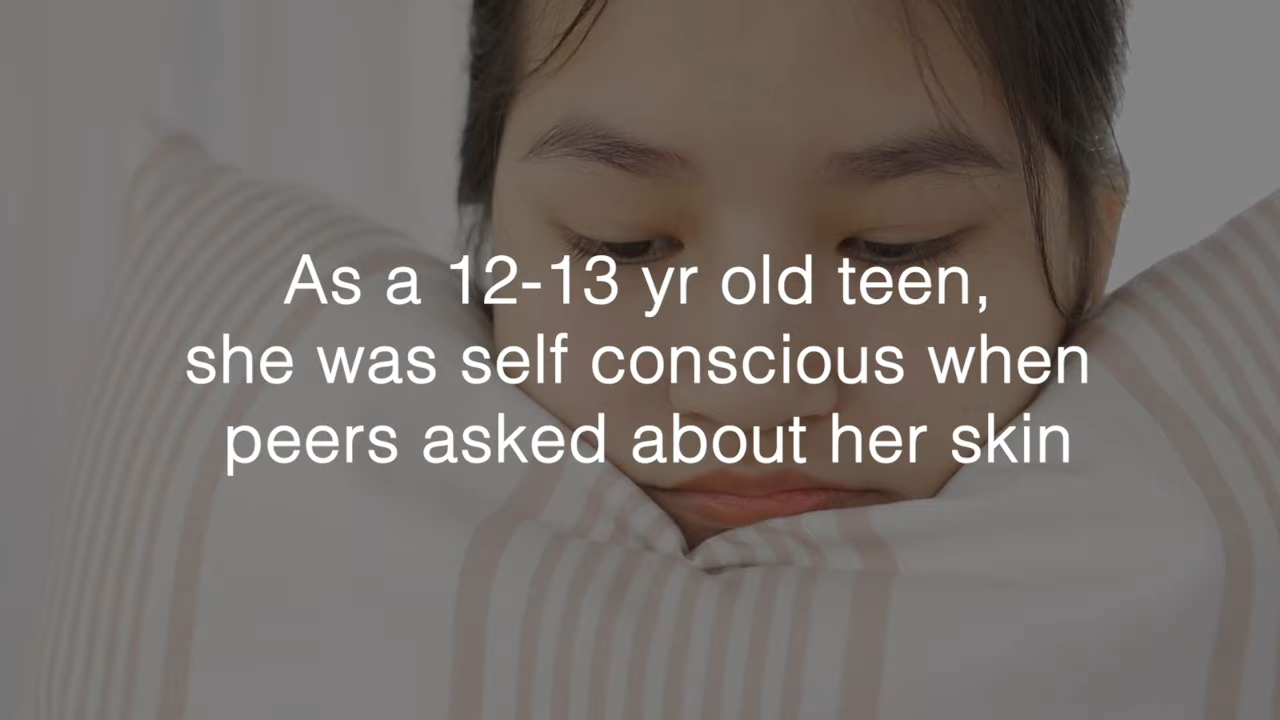 As a 12-13 yr old teen,
she was self conscious when
peers asked about her skin